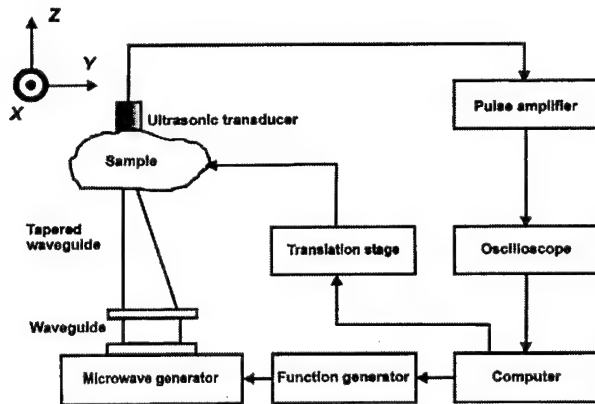 Z
Y
X
Ultrasonic transducer
Pulse amplifier
Sample
Tapered
waveguide
Translation stage
Oscilloscope
Waveguide
Microwave generator
Function generator
Computer